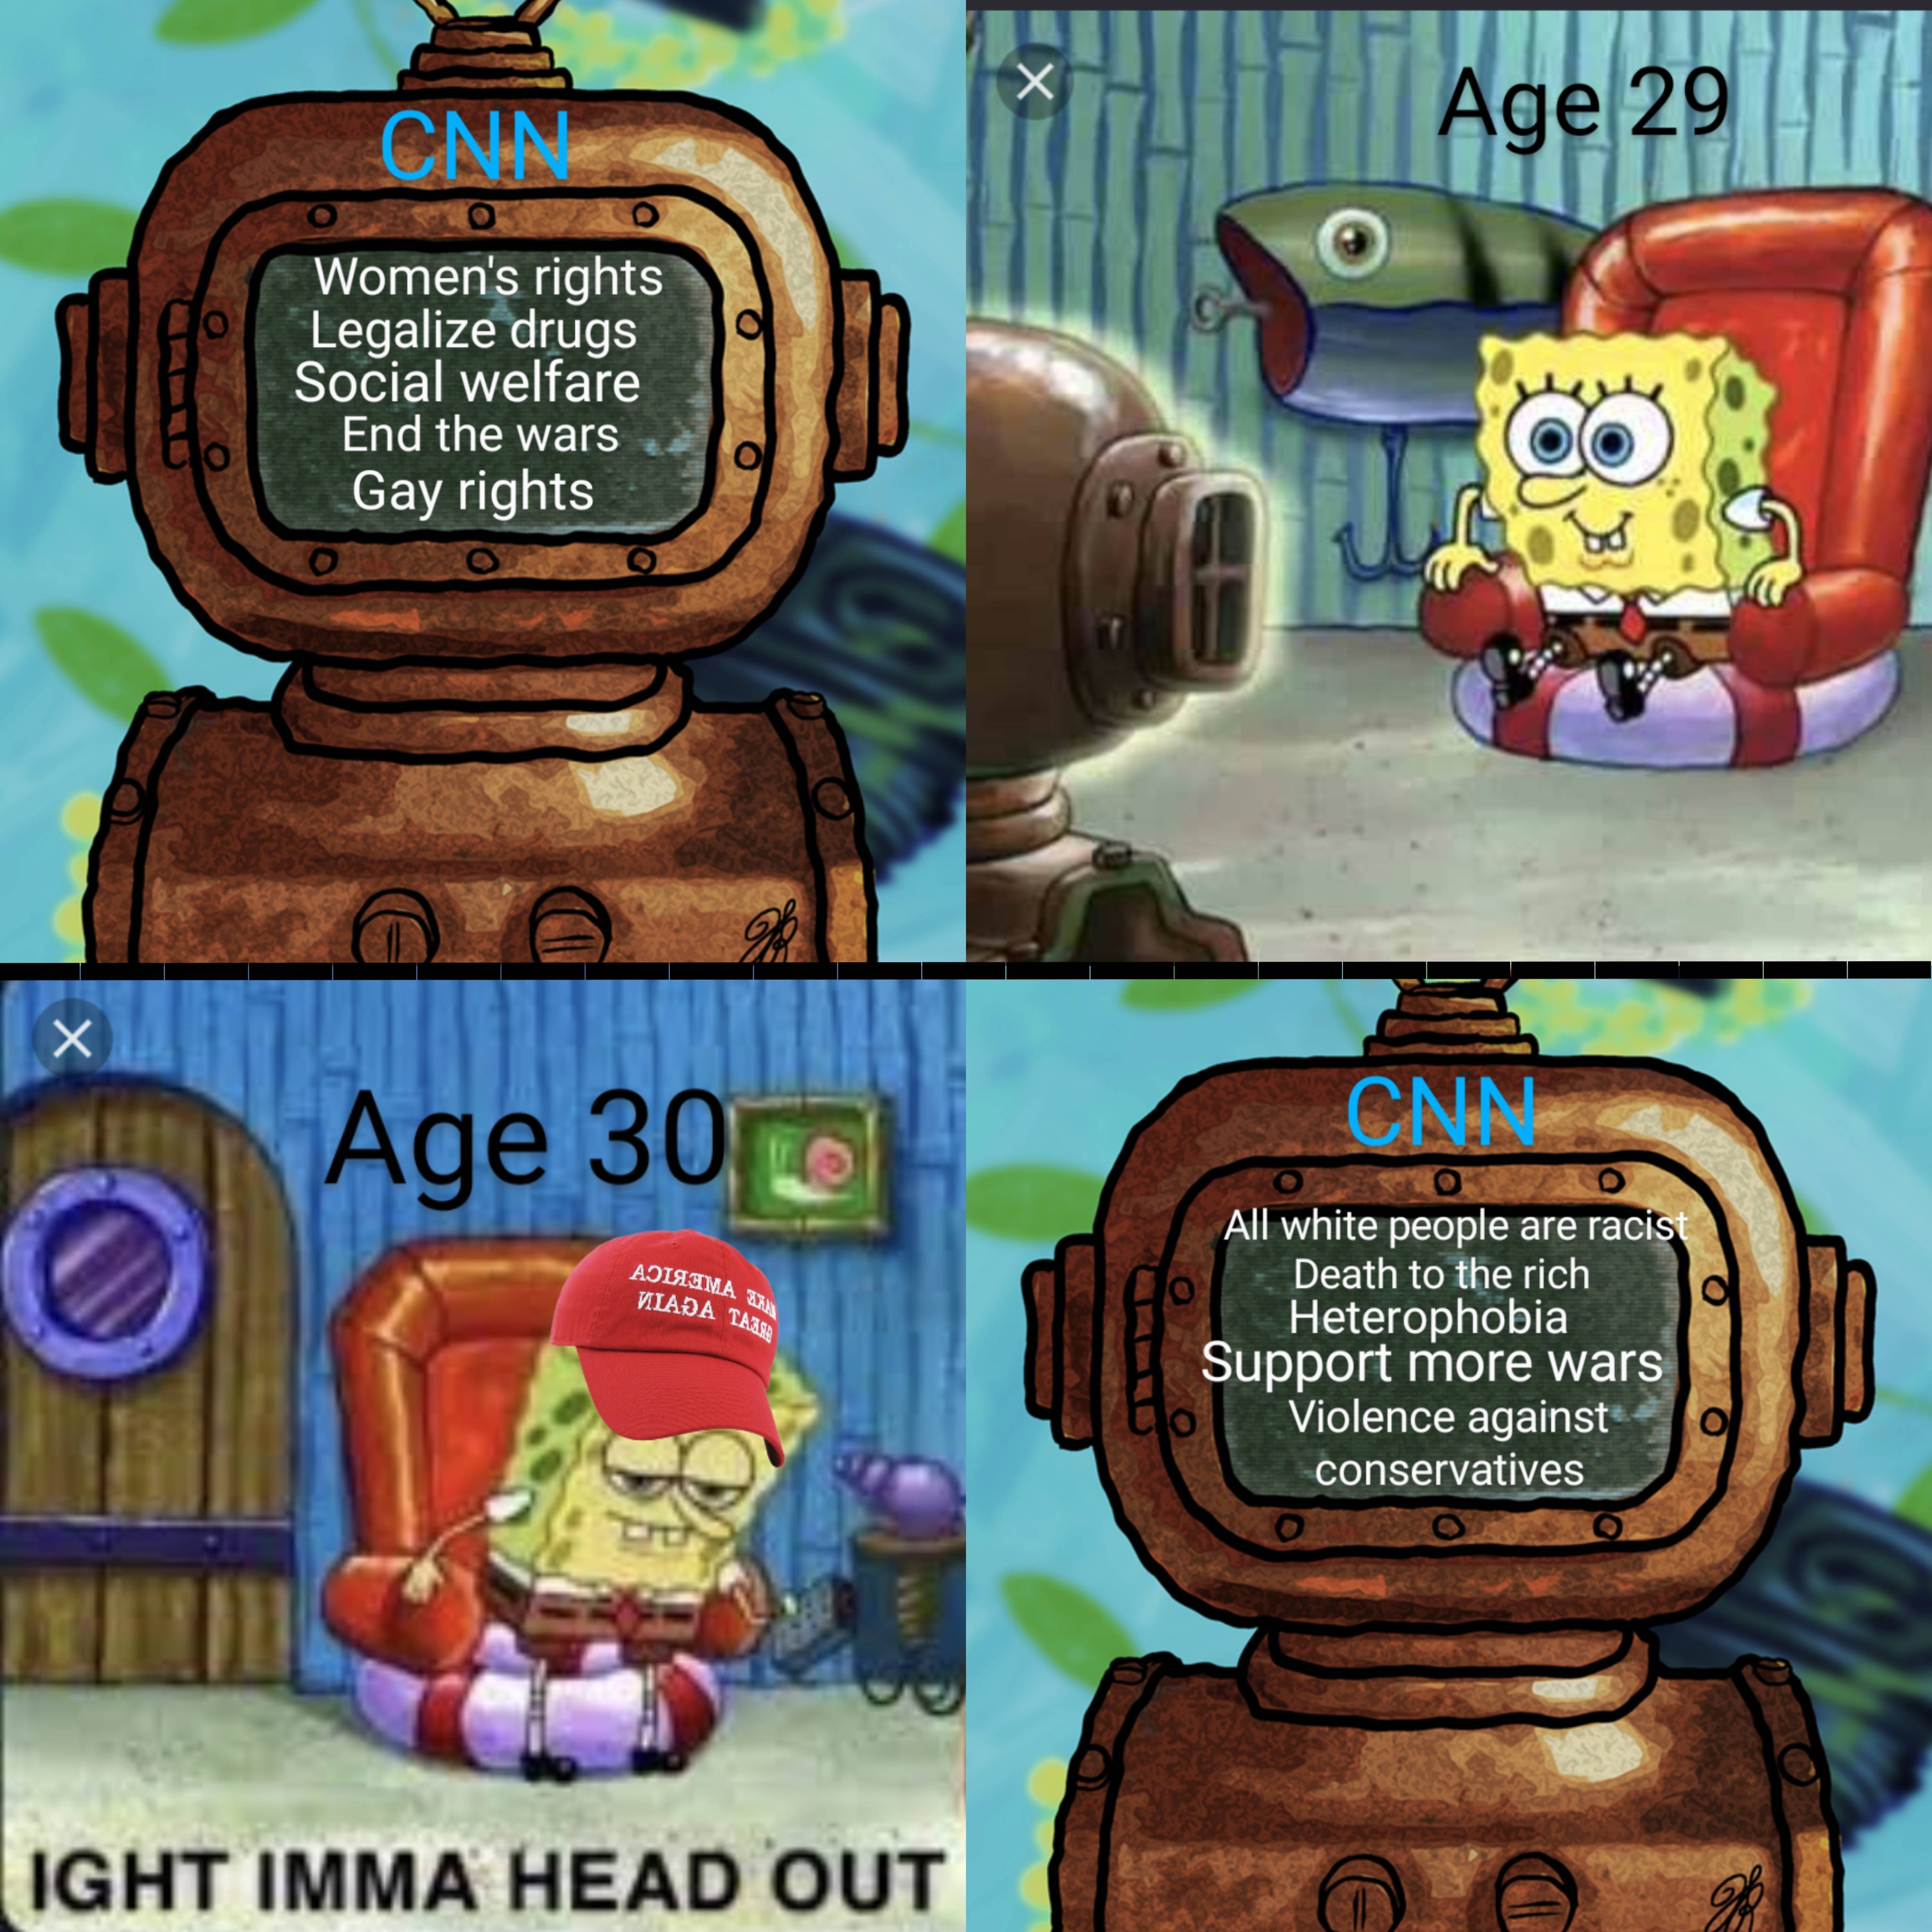 CNN
Women's rights
Legalize drugs
Social welfare
End the wars
Gay rights
Age 29
Age 30
MAKE AMERICA
GREAT AGAIN
IGHT IMMA HEAD OUT
CNN
All white people are racist
Death to the rich
Heterophobia
Support more wars
Violence against
conservatives